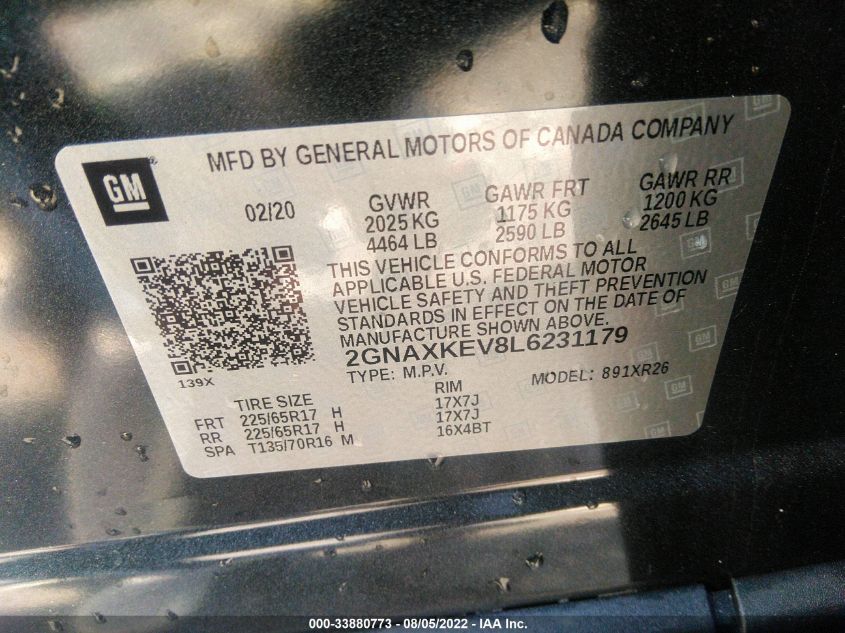 GM
MFD BY GENERAL MOTORS OF CANADA COMPANY
02/20 GVWR GAWR FRT GAWR RR
2025 KG 1175 KG 1200 KG
4464 LB 2590 LB 2645 LB
THIS VEHICLE CONFORMS TO ALL
APPLICABLE U.S. FEDERAL MOTOR
VEHICLE SAFETY AND THEFT PREVENTION
STANDARDS IN EFFECT ON THE DATE OF
MANUFACTURE SHOWN ABOVE.
2GNAXKEV8L6231179
139X
TYPE: M.P.V. MODEL: 891XR26
TIRE SIZE RIM
FRT 225/65R17 H 17X7J
RR 225/65R17 H 17X7J
SPA T135/70R16 M 16X4BT
000-33880773 — 08/05/2022 — IAA Inc.